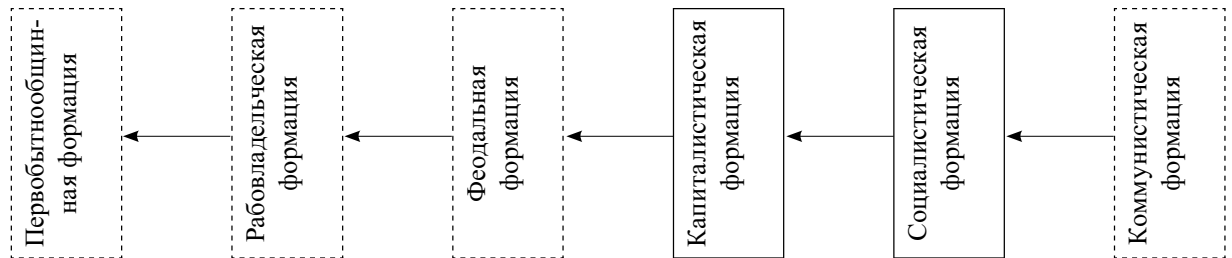 Первобытнообщин-
ная формация
Рабовладельческая
формация
Феодальная
формация
Капиталистическая
формация
Социалистическая
формация
Коммунистическая
формация